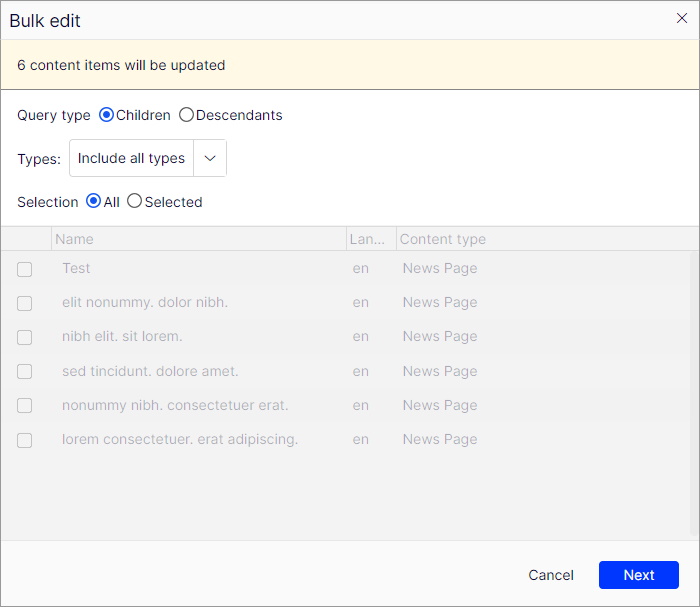 Bulk edit
6 content items will be updated
Query type Children Descendants
Types: Include all types
Selection All Selected
Name Lan... Content type
Test en News Page
elit nonummy. dolor nibh. en News Page
nibh elit. sit lorem. en News Page
sed tincidunt. dolore amet. en News Page
nonummy nibh. consectetuer erat. en News Page
lorem consectetuer. erat adipiscing. en News Page
Cancel Next